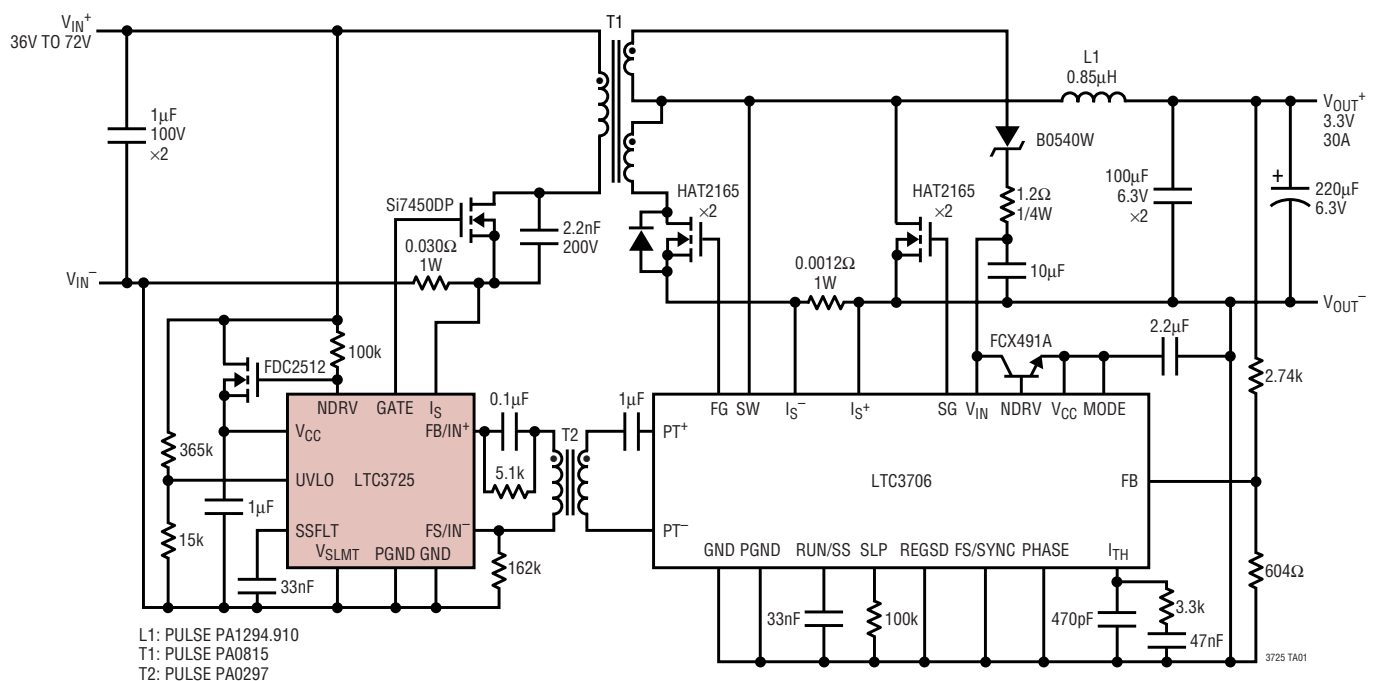 VIN+
36V TO 72V
1µF
100V
×2
VIN−
Si7450DP
0.030Ω
1W
2.2nF
200V
T1
HAT2165
×2
HAT2165
×2
0.0012Ω
1W
L1
0.85µH
B0540W
1.2Ω
1/4W
10µF
100µF
6.3V
×2
+
220µF
6.3V
VOUT+
3.3V
30A
VOUT−
FDC2512
100k
365k
15k
1µF
33nF
NDRV
GATE
IS
VCC
FB/IN+
UVLO
LTC3725
SSFLT
FS/IN−
VSLMT
PGND
GND
0.1µF
5.1k
162k
T2
1µF
FCX491A
2.2µF
2.74k
604Ω
FG
SW
IS−
IS+
SG
VIN
NDRV
VCC
MODE
PT+
LTC3706
FB
PT−
GND
PGND
RUN/SS
SLP
REGSD
FS/SYNC
PHASE
ITH
33nF
100k
470pF
3.3k
47nF
L1: PULSE PA1294.910
T1: PULSE PA0815
T2: PULSE PA0297
3725 TA01